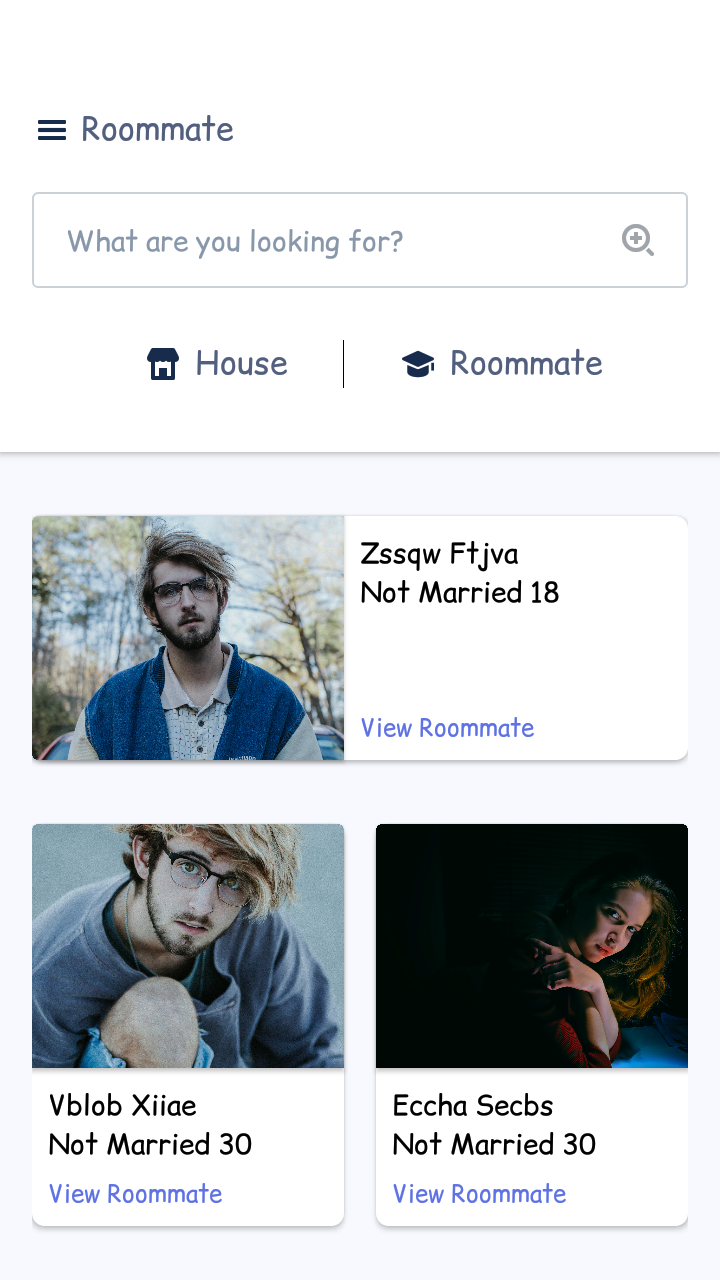 Roommate
What are you looking for?
House
Roommate
Zssqw Ftjva
Not Married 18
View Roommate
Vblob Xiiae
Not Married 30
View Roommate
Eccha Secbs
Not Married 30
View Roommate